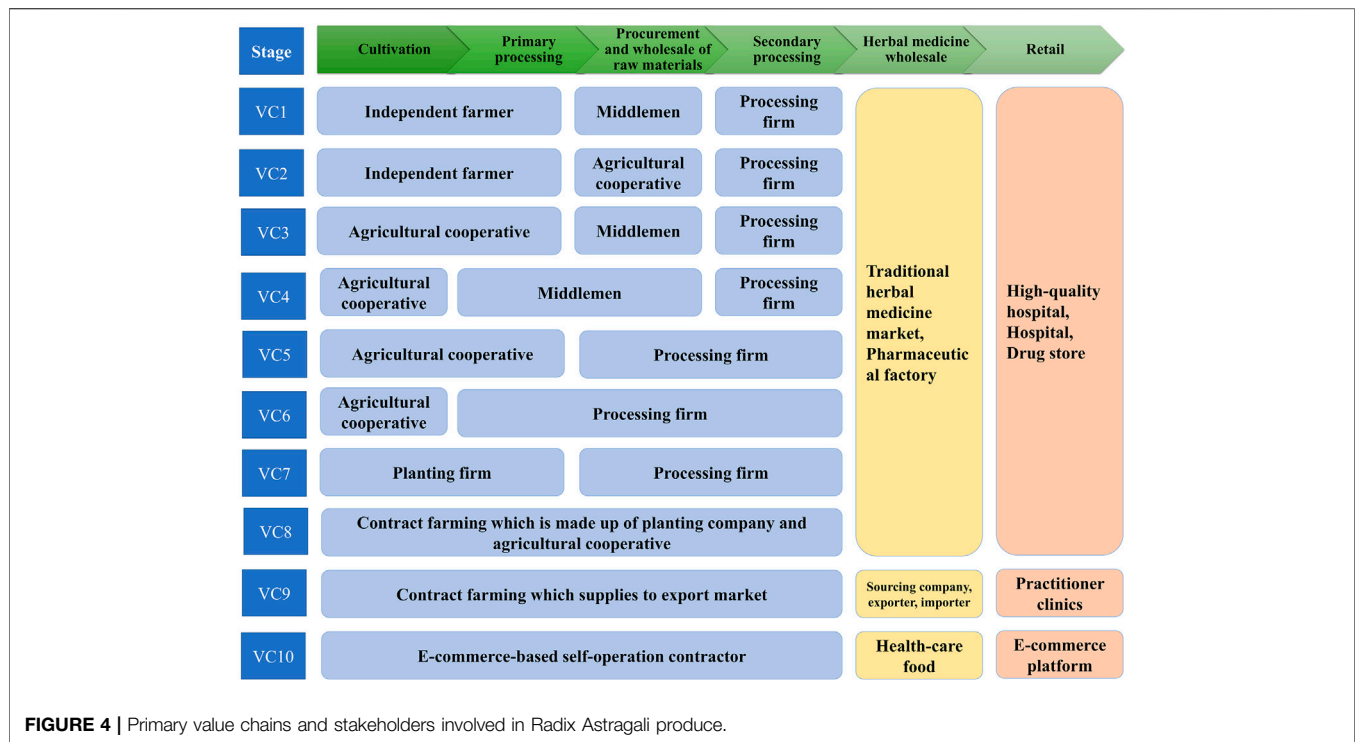 Stage
Cultivation
Primary
processing
Procurement
and wholesale of
raw materials
Secondary
processing
Herbal medicine
wholesale
Retail
VC1
Independent farmer
Middlemen
Processing
firm
VC2
Independent farmer
Agricultural
cooperative
Processing
firm
VC3
Agricultural cooperative
Middlemen
Processing
firm
VC4
Agricultural
cooperative
Middlemen
Processing
firm
VC5
Agricultural cooperative
Processing firm
VC6
Agricultural
cooperative
Processing firm
VC7
Planting firm
Processing firm
VC8
Contract farming which is made up of planting company and
agricultural cooperative
Traditional
herbal
medicine
market,
Pharmaceutic
al factory
High-quality
hospital,
Hospital,
Drug store
VC9
Contract farming which supplies to export market
Sourcing company,
exporter, importer
Practitioner
clinics
VC10
E-commerce-based self-operation contractor
Health-care
food
E-commerce
platform
FIGURE 4 | Primary value chains and stakeholders involved in Radix Astragali produce.